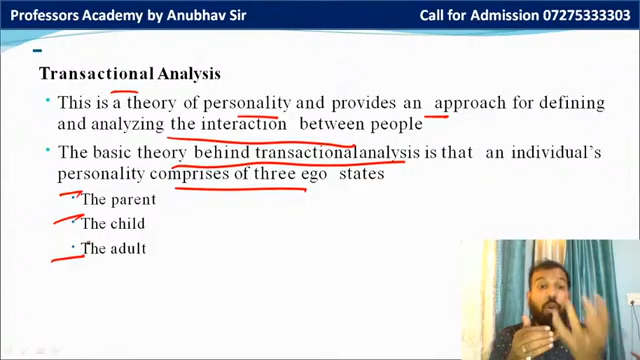 Professors Academy by Anubhav Sir
Call for Admission 07275333303
Transactional Analysis
• This is a theory of personality and provides an approach for defining
and analyzing the interaction between people
• The basic theory behind transactionalanalysis is that an individual's
personality comprises of three ego states
• The parent
• The child
• The adult